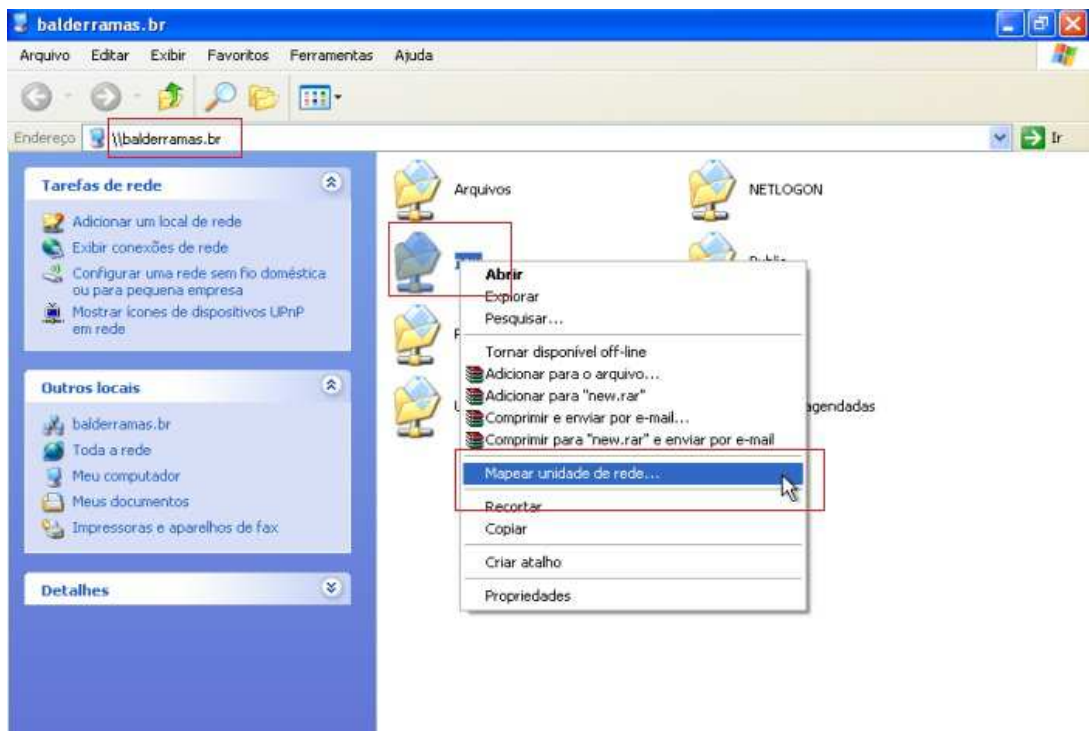 balderramas.br
Arquivo Editar Exibir Favoritos Ferramentas Ajuda
Endereço \\balderramas.br Ir
Tarefas de rede
Adicionar um local de rede
Exibir conexões de rede
Configurar uma rede sem fio doméstica
ou para pequena empresa
Mostrar ícones de dispositivos UPnP
em rede
Outros locais
balderramas.br
Toda a rede
Meu computador
Meus documentos
Impressoras e aparelhos de fax
Detalhes
Arquivos
NETLOGON
Abrir
Explorar
Pesquisar...
Tornar disponível off-line
Adicionar para o arquivo...
Adicionar para "new.rar"
Comprimir e enviar por e-mail...
Comprimir para "new.rar" e enviar por e-mail
Mapear unidade de rede...
Recortar
Copiar
Criar atalho
Propriedades
agendadas